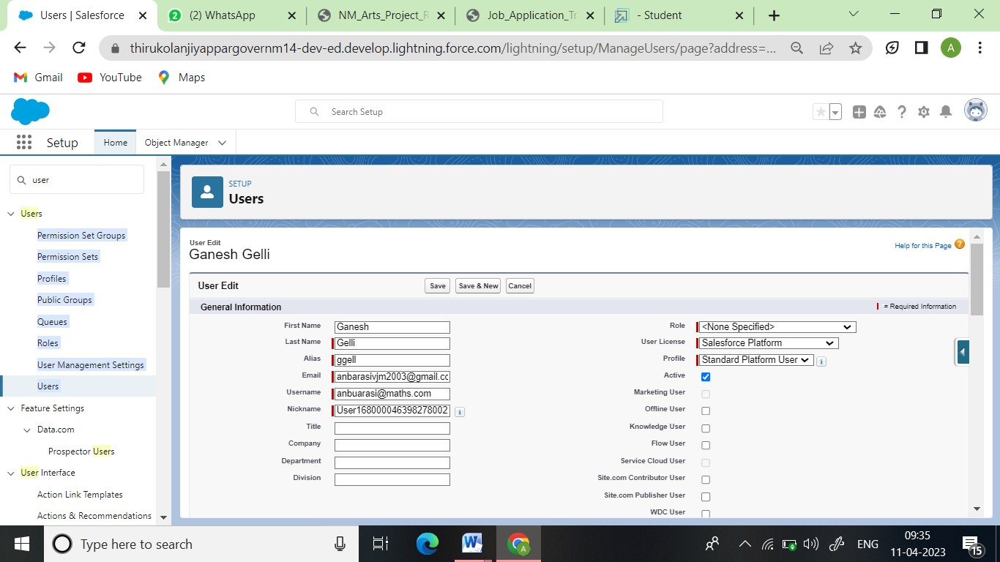 Users | Salesforce
(2) WhatsApp
NM_Arts_Project_R
Job_Application_Tr
- Student
thirukolanjiyappargovernm14-dev-ed.develop.lightning.force.com/lightning/setup/ManageUsers/page?address=...
A
Gmail
YouTube
Maps
Search Setup
Setup
Home
Object Manager
user
Users
Permission Set Groups
Permission Sets
Profiles
Public Groups
Queues
Roles
User Management Settings
Users
Feature Settings
Data.com
Prospector Users
User Interface
Action Link Templates
Actions & Recommendations
SETUP
Users
User Edit
Ganesh Gelli
Help for this Page
User Edit
Save
Save & New
Cancel
General Information
= Required Information
First Name Ganesh
Last Name Gelli
Alias ggell
Email anbarasivjm2003@gmail.cc
Username anbuarasi@maths.com
Nickname User168000046398278002
Title
Company
Department
Division
Role <None Specified>
User License Salesforce Platform
Profile Standard Platform User
Active
Marketing User
Offline User
Knowledge User
Flow User
Service Cloud User
Site.com Contributor User
Site.com Publisher User
WDC User
Type here to search
ENG
09:35
11-04-2023
15